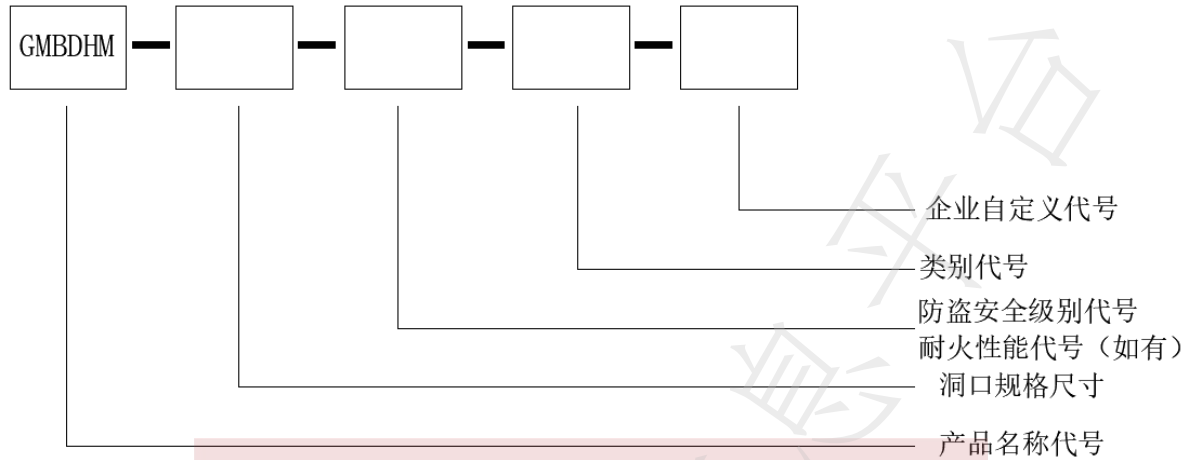 GMBDHM
企业自定义代号
类别代号
防盗安全级别代号
耐火性能代号（如有）
洞口规格尺寸
产品名称代号